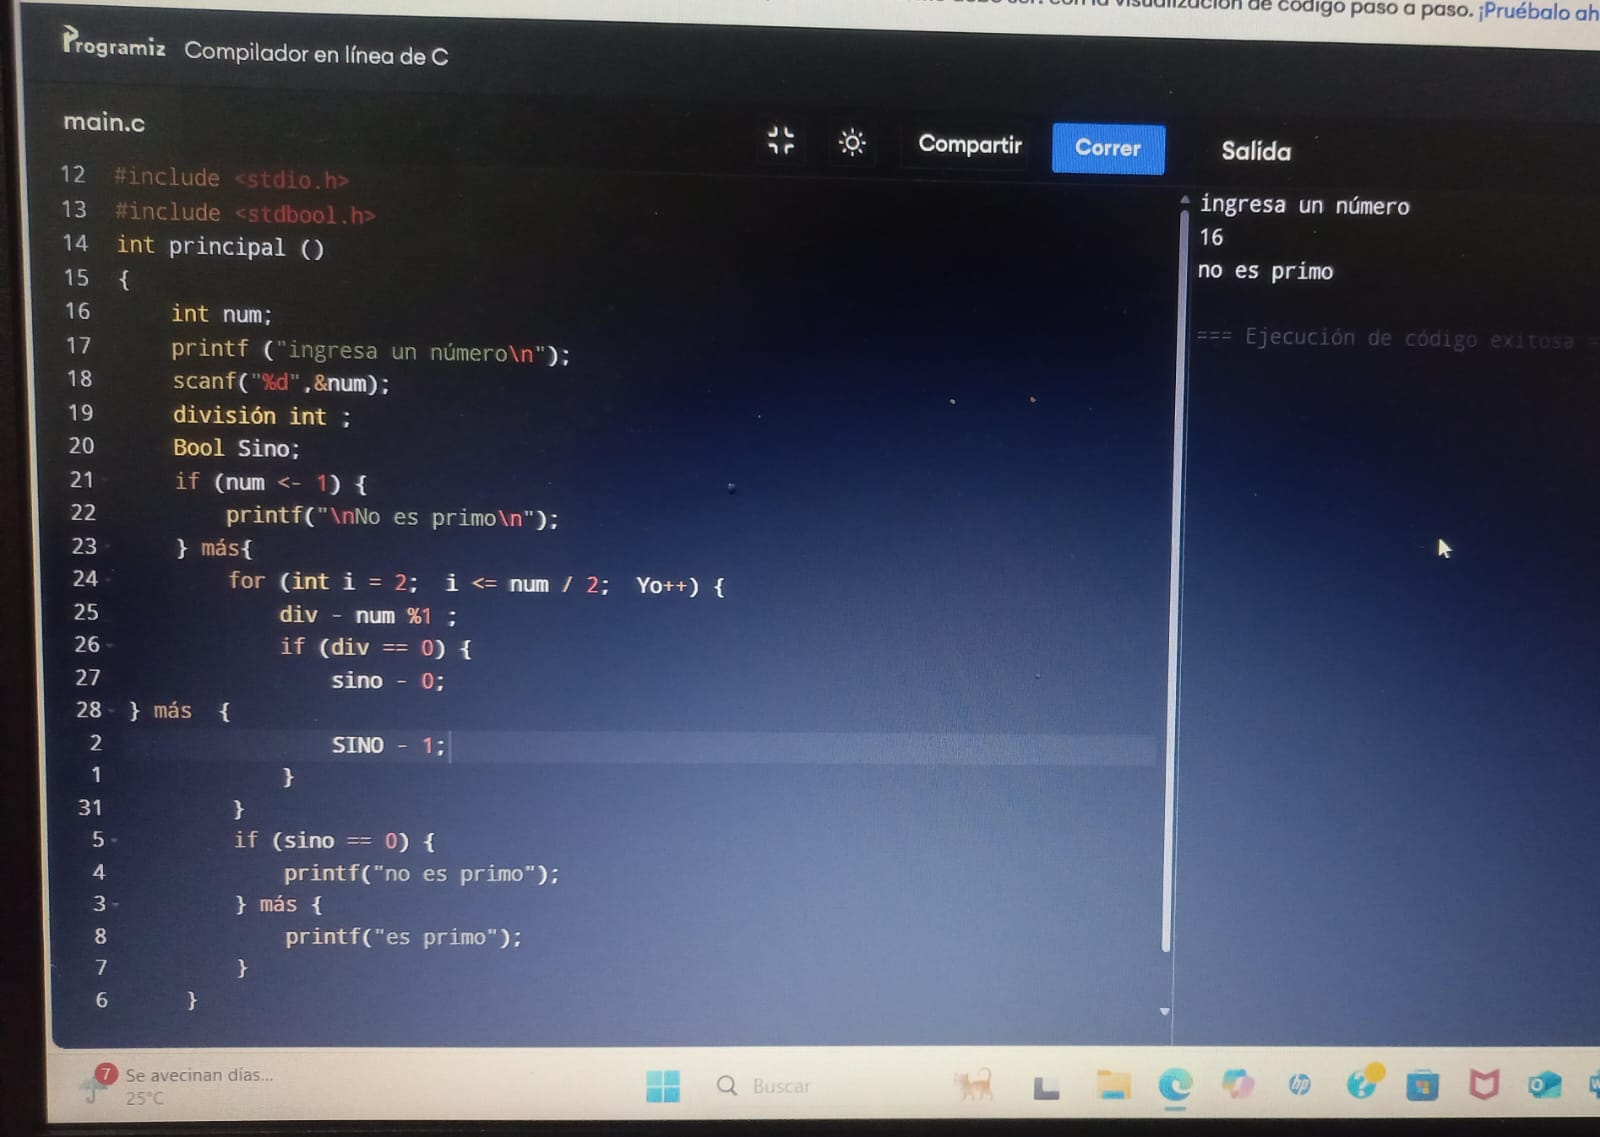 visualización de código paso a paso. ¡Pruébalo ah
Programiz Compilador en línea de C
main.c
Compartir
Correr
Salida
12 #include <stdio.h>
13 #include <stdbool.h>
14 int principal ()
15 {
16 int num;
17 printf ("ingresa un número\n");
18 scanf("%d",&num);
19 división int ;
20 Bool Sino;
21 if (num <- 1) {
22 printf("\nNo es primo\n");
23 } más{
24 for (int i = 2; i <= num / 2; Yo++) {
25 div - num %1 ;
26 if (div == 0) {
27 sino - 0;
28 } más {
2 SINO - 1;
1 }
31 }
5 if (sino == 0) {
4 printf("no es primo");
3 } más {
8 printf("es primo");
7 }
6 }
ingresa un número
16
no es primo
=== Ejecución de código exitosa =
7
Se avecinan días...
25°C
Buscar
hp